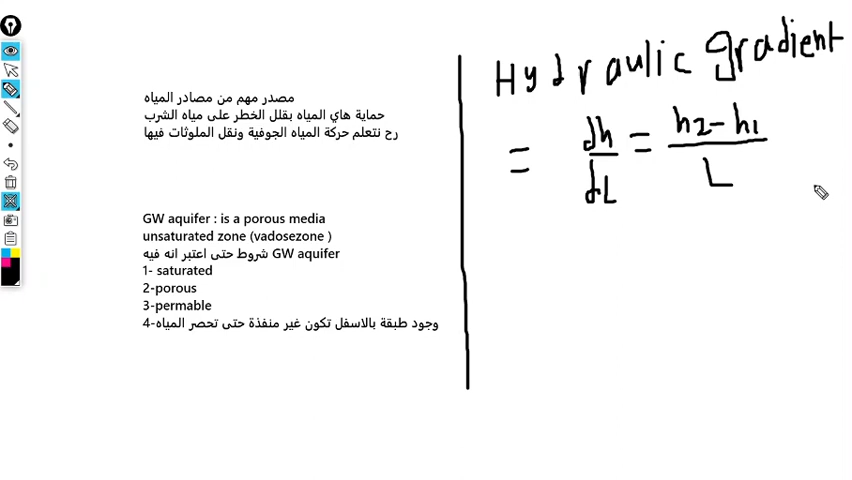 مصدر مهم من مصادر المياه
حماية هاي المياه بقلل الخطر على مياه الشرب
رح نتعلم حركة المياه الجوفية ونقل الملوثات فيها
GW aquifer : is a porous media
unsaturated zone (vadosezone )
شروط حتى اعتبر انه فيه GW aquifer
1- saturated
2-porous
3-permable
4-وجود طبقة بالاسفل تكون غير منفذة حتى تحصر المياه
Hydraulic gradient
= dh/dL = h2-h1/L